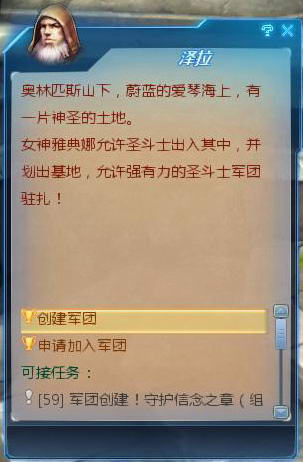 泽拉
奥林匹斯山下，蔚蓝的爱琴海上，有
一片神圣的土地。
女神雅典娜允许圣斗士出入其中，并
划出基地，允许强有力的圣斗士军团
驻扎！
创建军团
申请加入军团
可接任务：
[59] 军团创建！守护信念之章（组